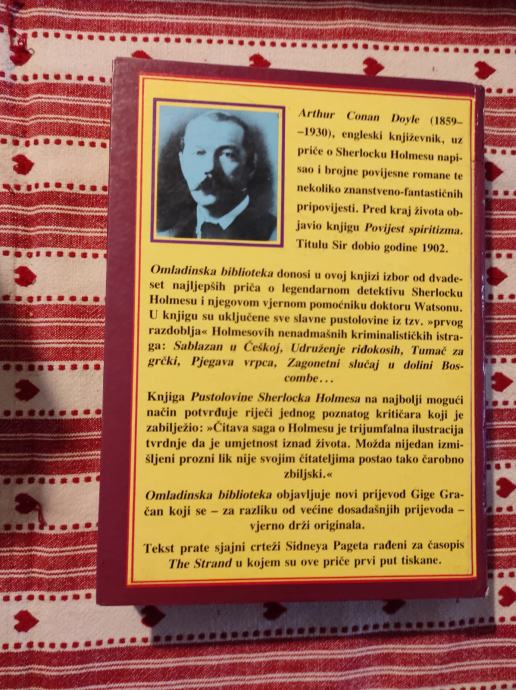 Arthur Conan Doyle (1859–
–1930), engleski književnik, uz
priče o Sherlocku Holmesu napi-
sao i brojne povijesne romane te
nekoliko znanstveno-fantastičnih
pripovijesti. Pred kraj života ob-
javio knjigu Povijest spiritizma.
Titulu Sir dobio godine 1902.
Omladinska biblioteka donosi u ovoj knjizi izbor od dvade-
set najljepših priča o legendarnom detektivu Sherlocku
Holmesu i njegovom vjernom pomoćniku doktoru Watsonu.
U knjigu su uključene sve slavne pustolovine iz tzv. »prvog
razdoblja« Holmesovih nenadmašnih kriminalističkih istra-
ga: Sablazan u Češkoj, Udruženje riđokosih, Tumač za
grčki, Pjegava vrpca, Zagonetni slučaj u dolini Bos-
combe...
Knjiga Pustolovine Sherlocka Holmesa na najbolji mogući
način potvrđuje riječi jednog poznatog kritičara koji je
zabilježio: »Čitava saga o Holmesu je trijumfalna ilustracija
tvrdnje da je umjetnost iznad života. Možda nijedan izmi-
šljeni prozni lik nije svojim čitateljima postao tako čarobno
zbiljski.«
Omladinska biblioteka objavljuje novi prijevod Gige Gra-
čan koji se – za razliku od većine dosadašnjih prijevoda –
vjerno drži originala.
Tekst prate sjajni crteži Sidneya Pageta rađeni za časopis
The Strand u kojem su ove priče prvi put tiskane.